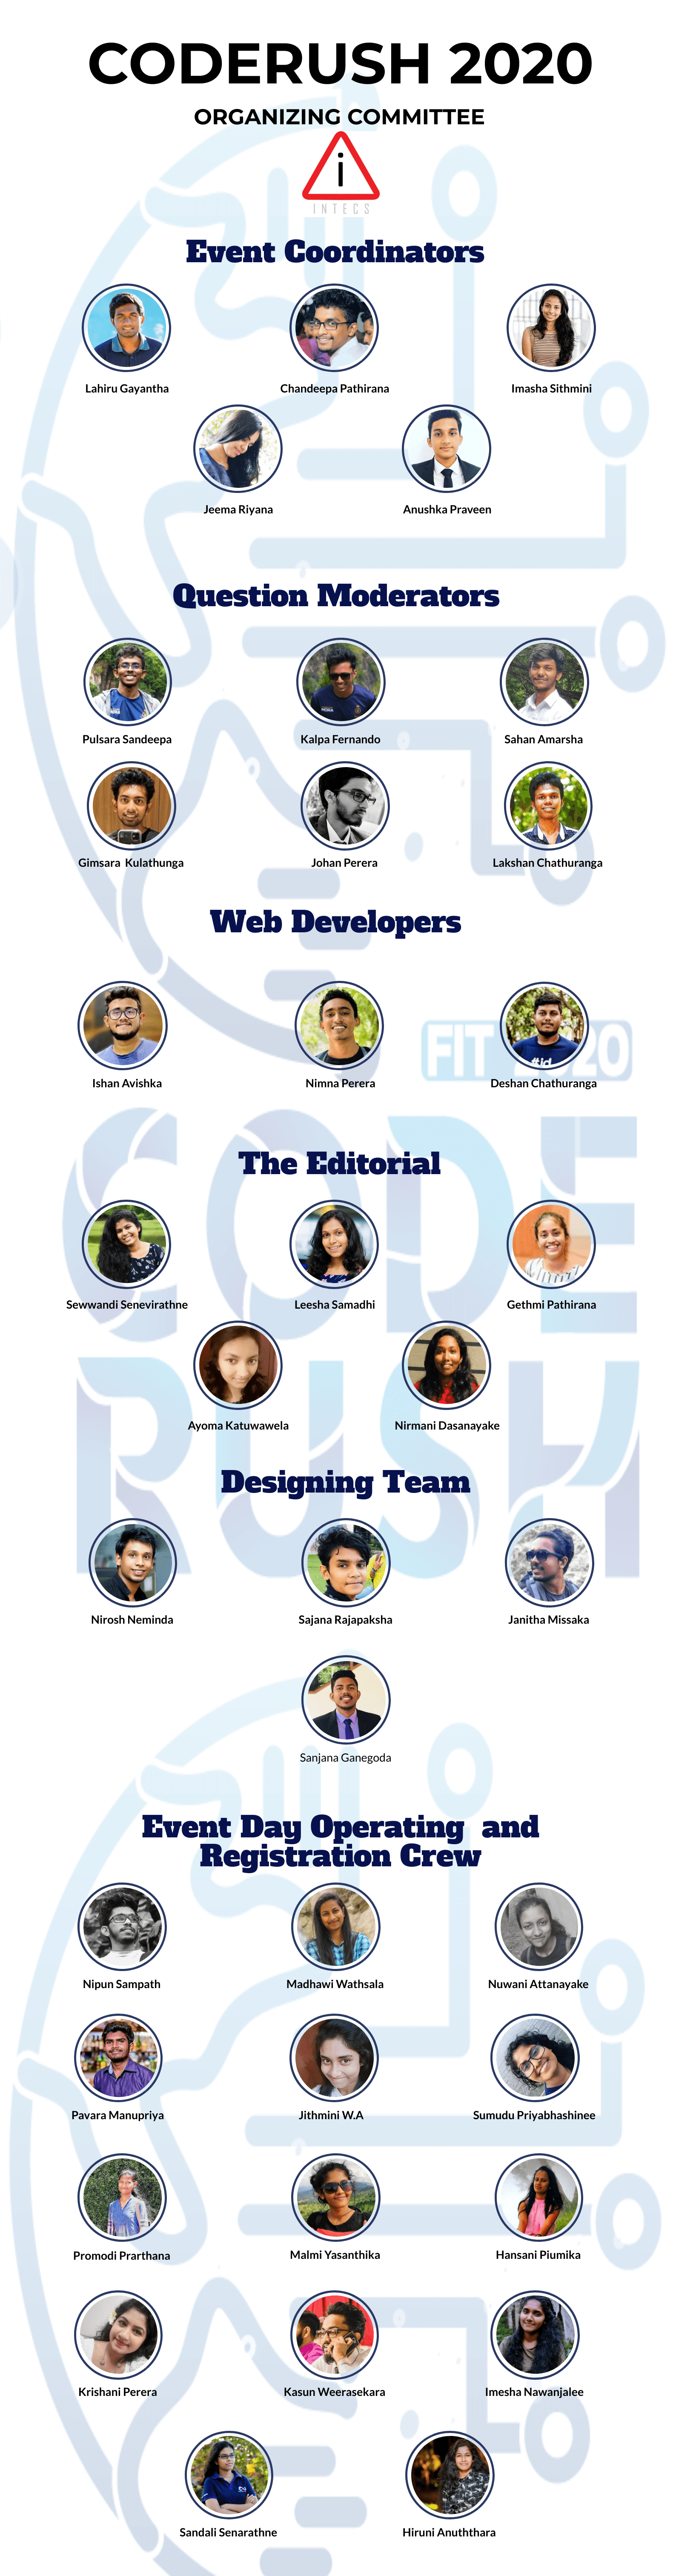 CODERUSH 2020
ORGANIZING COMMITTEE
i
INTECS
Event Coordinators
Lahiru Gayantha
Chandeepa Pathirana
Imasha Sithmini
Jeema Riyana
Anushka Praveen
Question Moderators
Pulsara Sandeepa
Kalpa Fernando
Sahan Amarsha
Gimsara  Kulathunga
Johan Perera
Lakshan Chathuranga
Web Developers
Ishan Avishka
Nimna Perera
Deshan Chathuranga
#id
FIT 2020
CODE
RUSH
The Editorial
Sewwandi Senevirathne
Leesha Samadhi
Gethmi Pathirana
Ayoma Katuwawela
Nirmani Dasanayake
Designing Team
Nirosh Neminda
Sajana Rajapaksha
Janitha Missaka
Sanjana Ganegoda
Event Day Operating  and
Registration Crew
Nipun Sampath
Madhawi Wathsala
Nuwani Attanayake
Pavara Manupriya
Jithmini W.A
Sumudu Priyabhashinee
Promodi Prarthana
Malmi Yasanthika
Hansani Piumika
Krishani Perera
Kasun Weerasekara
Imesha Nawanjalee
Sandali Senarathne
Hiruni Anuththara